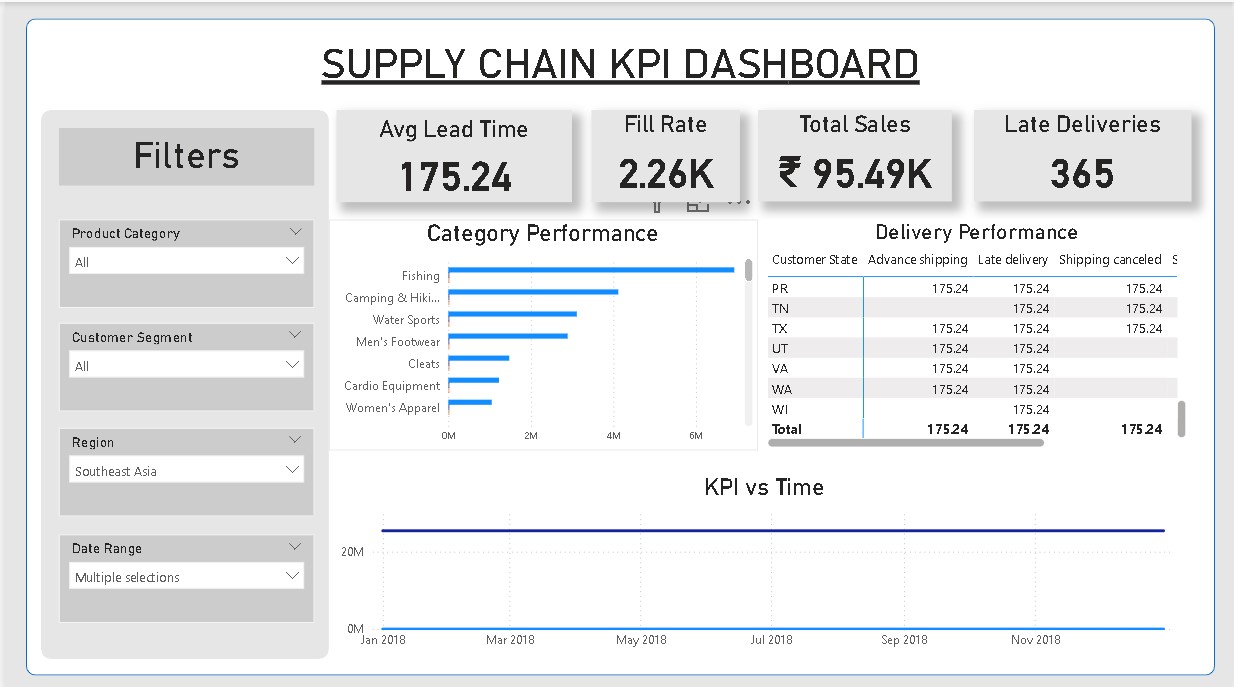 SUPPLY CHAIN KPI DASHBOARD
Filters
Product Category
All
Customer Segment
All
Region
Southeast Asia
Date Range
Multiple selections
Avg Lead Time
175.24
Fill Rate
2.26K
Total Sales
₹ 95.49K
Late Deliveries
365
Category Performance
Fishing
Camping & Hiki...
Water Sports
Men's Footwear
Cleats
Cardio Equipment
Women's Apparel
0M 2M 4M 6M
Delivery Performance
Customer State Advance shipping Late delivery Shipping canceled S
PR 175.24 175.24 175.24
TN 175.24 175.24
TX 175.24 175.24 175.24
UT 175.24 175.24
VA 175.24 175.24
WA 175.24 175.24
WI 175.24
Total 175.24 175.24 175.24
KPI vs Time
20M
0M
Jan 2018 Mar 2018 May 2018 Jul 2018 Sep 2018 Nov 2018